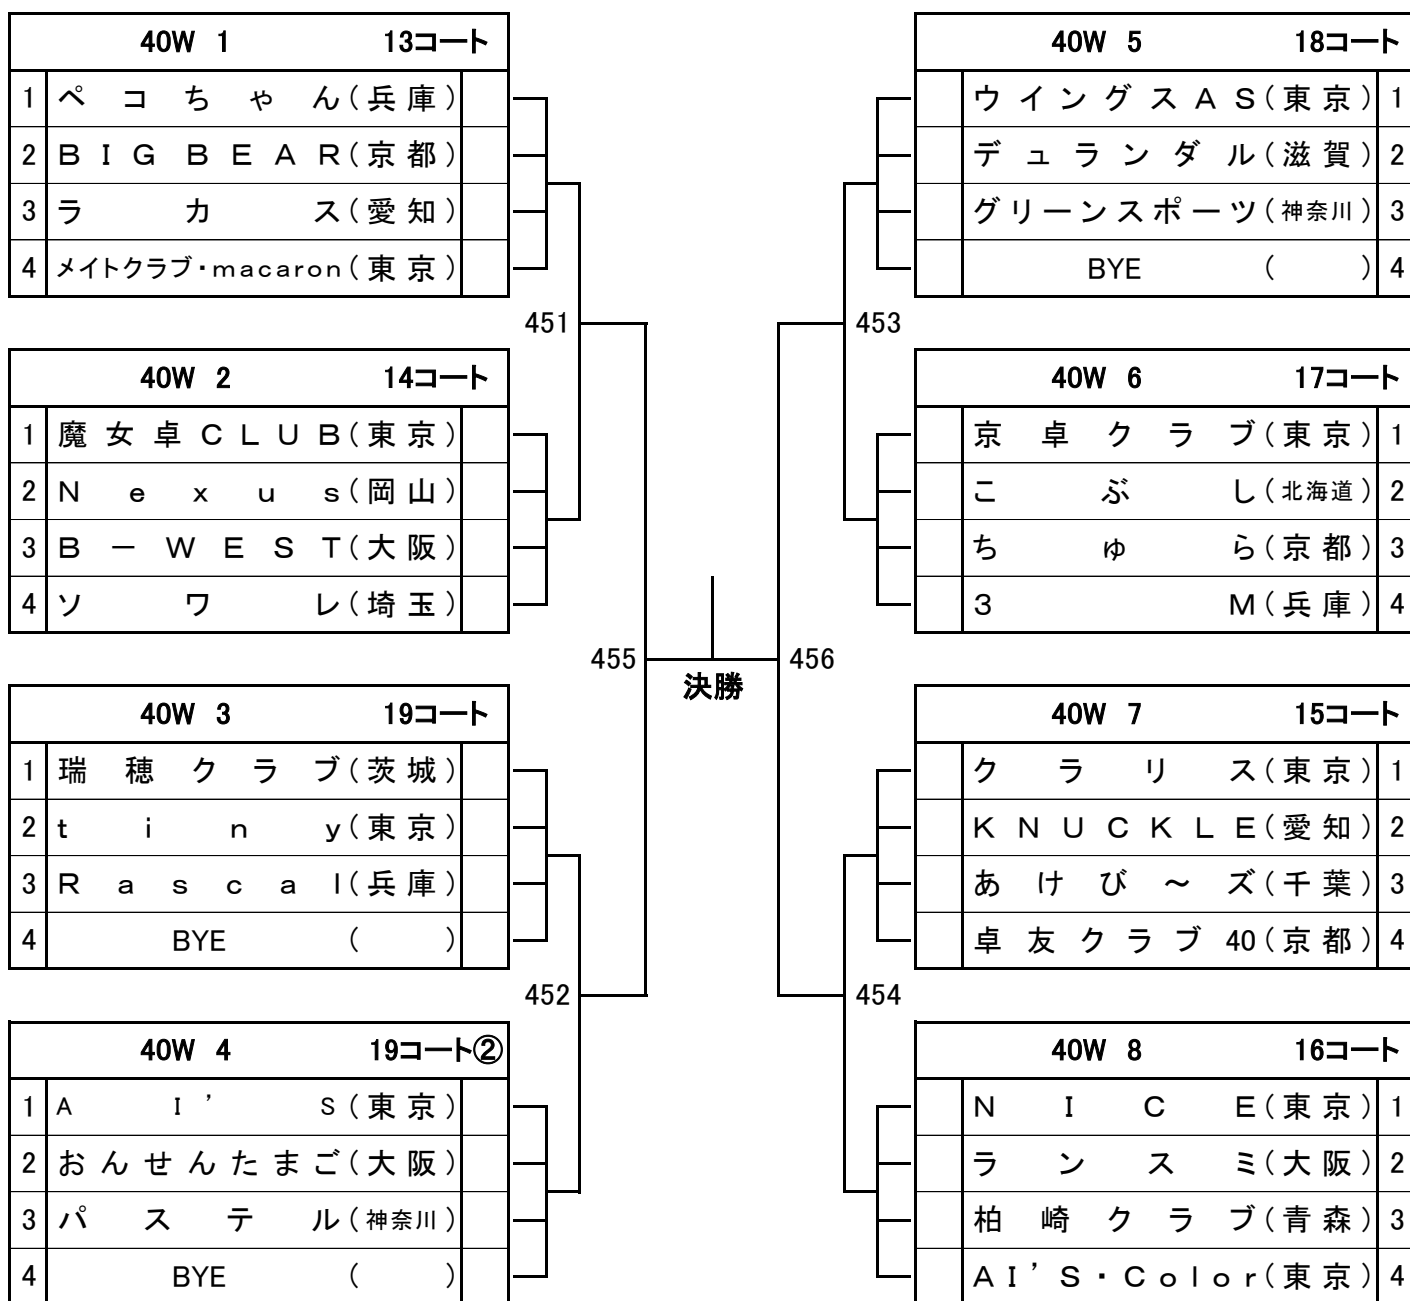 40W 1 13コート
1 ペコちゃん(兵庫)
2 BIG BEAR(京都)
3 ラカス(愛知)
4 メイトクラブ・macaron(東京)
451
40W 2 14コート
1 魔女卓CLUB(東京)
2 Nexus(岡山)
3 B－WEST(大阪)
4 ソワレ(埼玉)
455
40W 3 19コート
1 瑞穂クラブ(茨城)
2 tiny(東京)
3 Rascal(兵庫)
4 BYE ( )
452
40W 4 19コート②
1 AI’S(東京)
2 おんせんたまご(大阪)
3 パステル(神奈川)
4 BYE ( )
決勝
40W 5 18コート
ウイングスAS(東京) 1
デュランダル(滋賀) 2
グリーンスポーツ(神奈川) 3
BYE ( ) 4
453
40W 6 17コート
京卓クラブ(東京) 1
こぶし(北海道) 2
ちゅら(京都) 3
3M(兵庫) 4
456
40W 7 15コート
クラリス(東京) 1
KNUCKLE(愛知) 2
あけび～ズ(千葉) 3
卓友クラブ40(京都) 4
454
40W 8 16コート
NICE(東京) 1
ランスミ(大阪) 2
柏崎クラブ(青森) 3
AI’S・Color(東京) 4